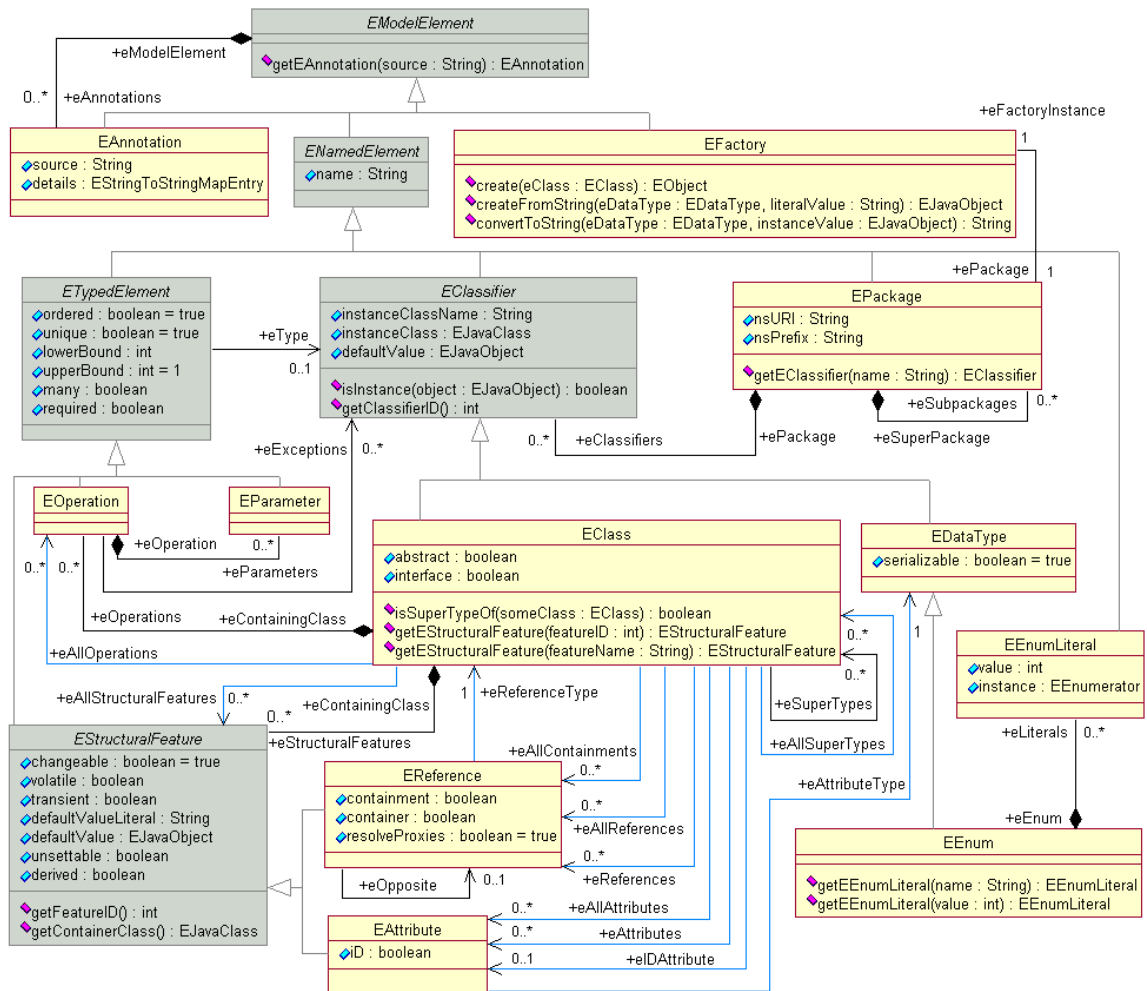 EModelElement
getEAnnotation(source : String) : EAnnotation
+eModelElement
0..*
+eAnnotations
EAnnotation
source : String
details : EStringToStringMapEntry
ENamedElement
name : String
+eFactoryInstance
1
EFactory
create(eClass : EClass) : EObject
createFromString(eDataType : EDataType, literalValue : String) : EJavaObject
convertToString(eDataType : EDataType, instanceValue : EJavaObject) : String
+ePackage
1
ETypedElement
ordered : boolean = true
unique : boolean = true
lowerBound : int
upperBound : int = 1
many : boolean
required : boolean
+eType
0..1
EClassifier
instanceClassName : String
instanceClass : EJavaClass
defaultValue : EJavaObject
isInstance(object : EJavaObject) : boolean
getClassifierID() : int
EPackage
nsURI : String
nsPrefix : String
getEClassifier(name : String) : EClassifier
+eSubpackages
0..*
+eSuperPackage
0..*
+eClassifiers
+ePackage
+eExceptions
0..*
EOperation
EParameter
+eOperation
0..*
+eParameters
0..*
0..*
+eOperations
+eContainingClass
+eAllOperations
EClass
abstract : boolean
interface : boolean
isSuperTypeOf(someClass : EClass) : boolean
getEStructuralFeature(featureID : int) : EStructuralFeature
getEStructuralFeature(featureName : String) : EStructuralFeature
0..*
0..*
+eSuperTypes
+eAllSuperTypes
EDataType
serializable : boolean = true
1
+eAttributeType
EEnumLiteral
value : int
instance : EEnumerator
+eLiterals
0..*
+eEnum
EEnum
getEEnumLiteral(name : String) : EEnumLiteral
getEEnumLiteral(value : int) : EEnumLiteral
+eAllStructuralFeatures
0..*
+eContainingClass
0..*
+eStructuralFeatures
1
+eReferenceType
EStructuralFeature
changeable : boolean = true
volatile : boolean
transient : boolean
defaultValueLiteral : String
defaultValue : EJavaObject
unsettable : boolean
derived : boolean
getFeatureID() : int
getContainerClass() : EJavaClass
EReference
containment : boolean
container : boolean
resolveProxies : boolean = true
+eOpposite
0..1
+eAllContainments
0..*
0..*
+eAllReferences
0..*
+eReferences
EAttribute
iD : boolean
0..*
+eAllAttributes
0..*
+eAttributes
0..1
+eIDAttribute